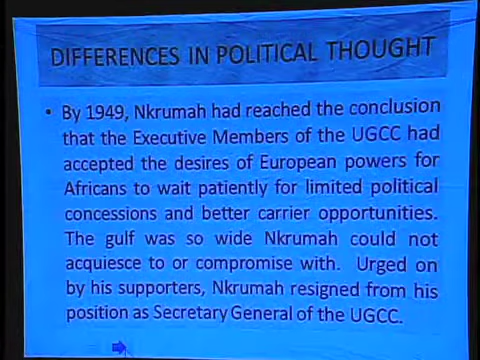 DIFFERENCES IN POLITICAL THOUGHT
• By 1949, Nkrumah had reached the conclusion
that the Executive Members of the UGCC had
accepted the desires of European powers for
Africans to wait patiently for limited political
concessions and better carrier opportunities.
The gulf was so wide Nkrumah could not
acquiesce to or compromise with. Urged on
by his supporters, Nkrumah resigned from his
position as Secretary General of the UGCC.